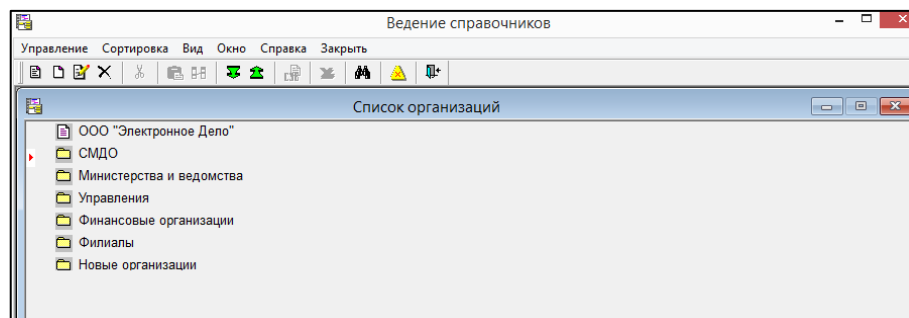 Ведение справочников
Управление Сортировка Вид Окно Справка Закрыть
Список организаций
ООО "Электронное Дело"
СМДО
Министерства и ведомства
Управления
Финансовые организации
Филиалы
Новые организации